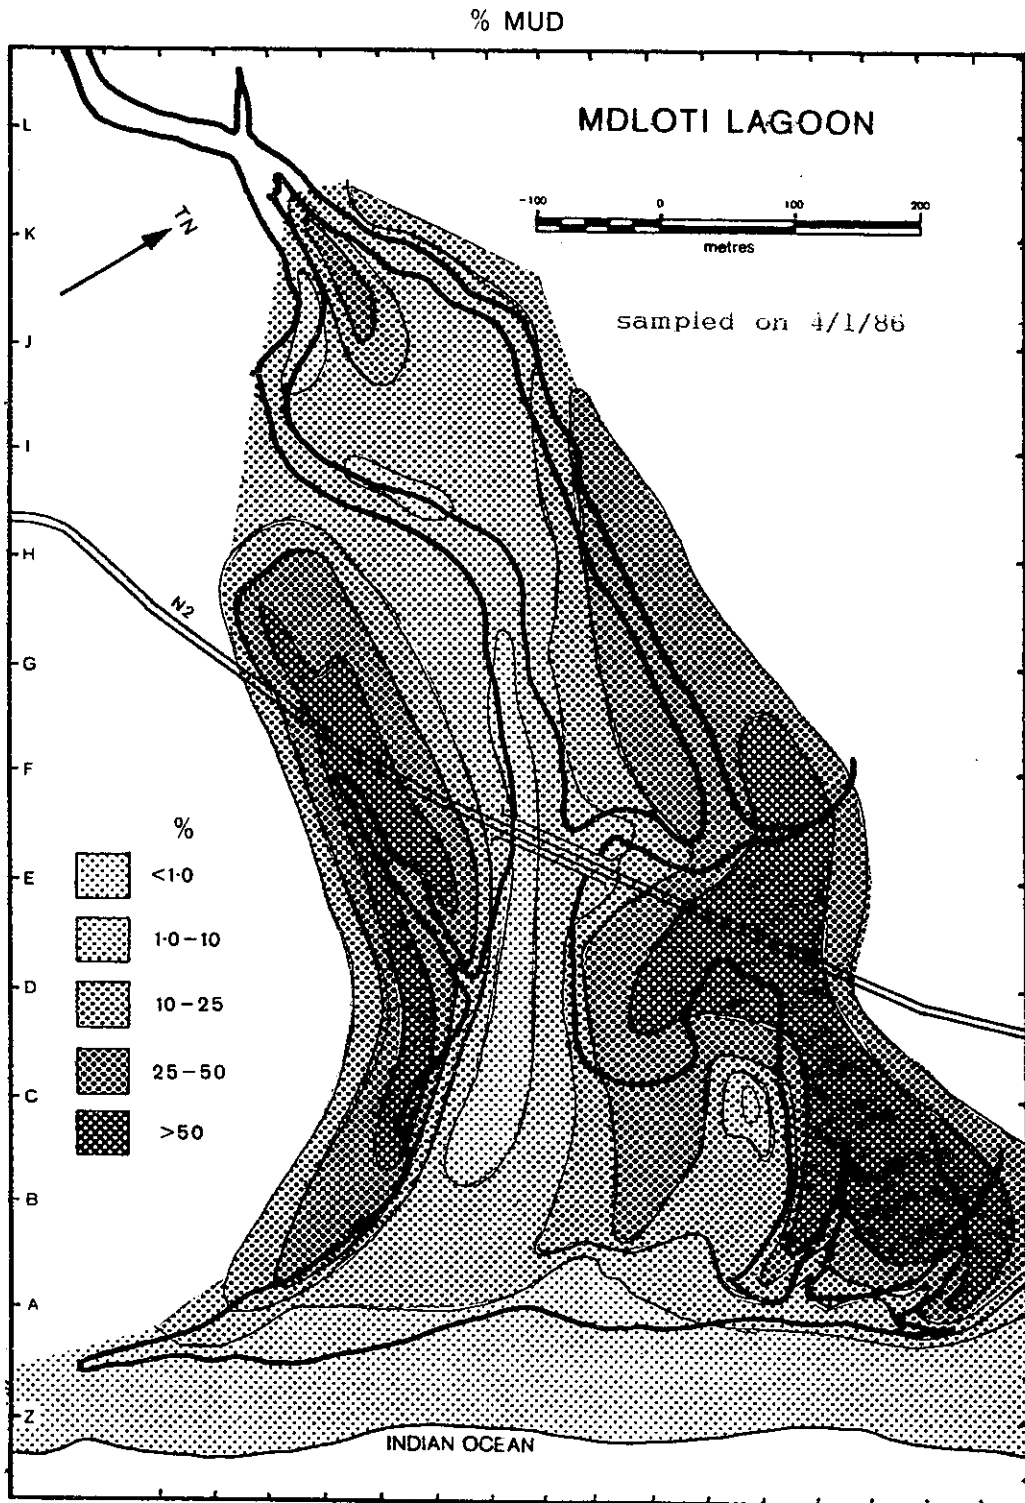 % MUD
MDLOTI LAGOON
-100 0 100 200
metres
TN
sampled on 4/1/86
L
K
J
I
H
G
F
E
D
C
B
A
Z
N2
%
<1·0
1·0-10
10-25
25-50
>50
INDIAN OCEAN